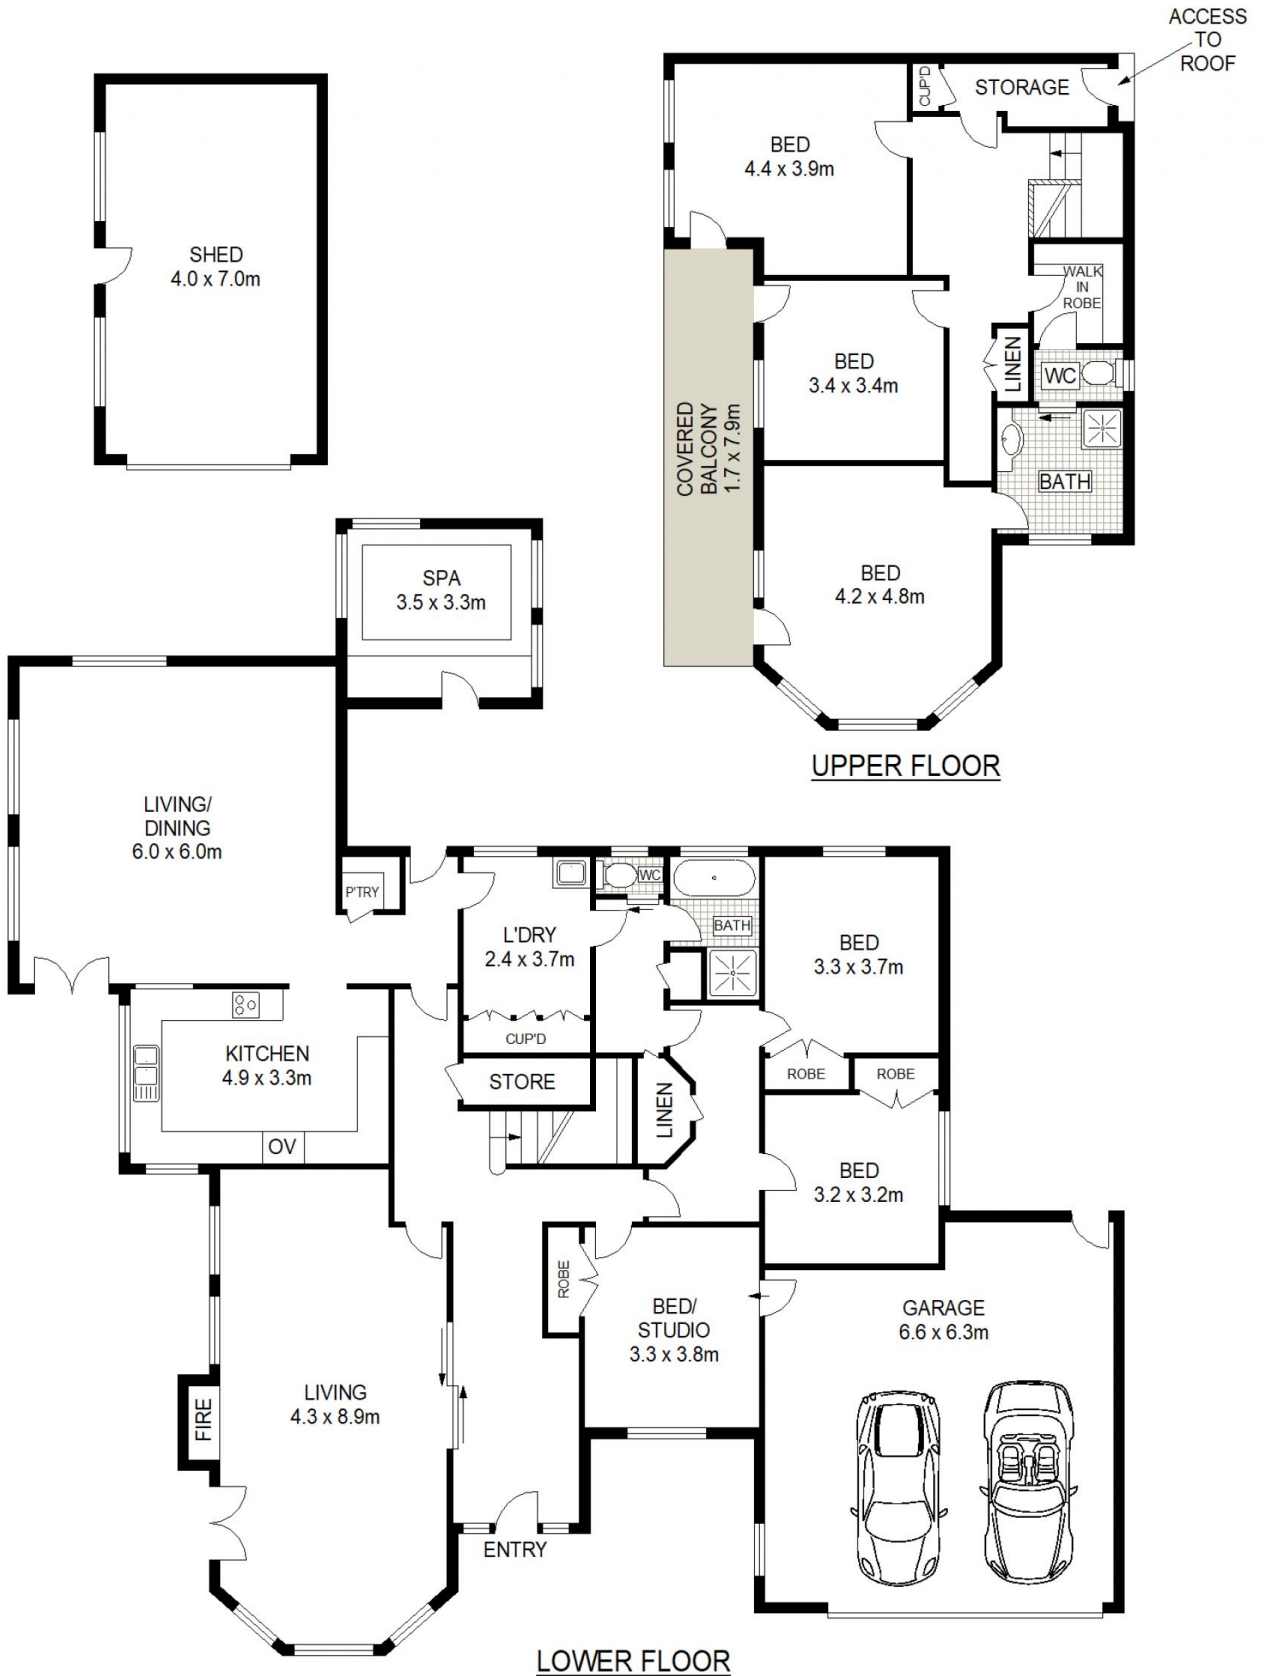 ACCESS
TO
ROOF
CUP'D
STORAGE
BED
4.4 x 3.9m
SHED
4.0 x 7.0m
WALK
IN
ROBE
BED
3.4 x 3.4m
LINEN
WC
COVERED
BALCONY
1.7 x 7.9m
BATH
BED
4.2 x 4.8m
UPPER FLOOR
SPA
3.5 x 3.3m
LIVING/
DINING
6.0 x 6.0m
P'TRY
L'DRY
2.4 x 3.7m
CUP'D
WC
BATH
BED
3.3 x 3.7m
KITCHEN
4.9 x 3.3m
OV
STORE
LINEN
ROBE
ROBE
BED
3.2 x 3.2m
ROBE
BED/
STUDIO
3.3 x 3.8m
GARAGE
6.6 x 6.3m
LIVING
4.3 x 8.9m
FIRE
ENTRY
LOWER FLOOR